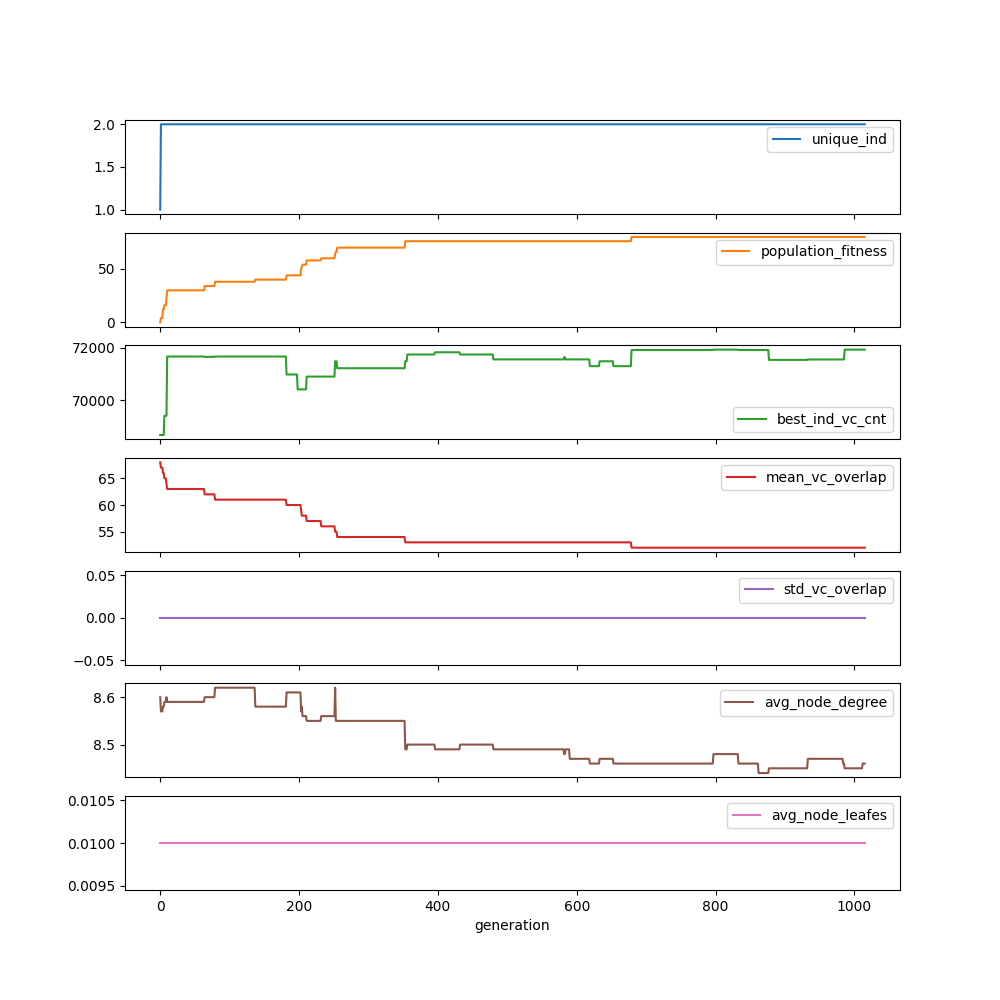 2.0
1.5
1.0
unique_ind
50
0
population_fitness
72000
70000
best_ind_vc_cnt
65
60
55
mean_vc_overlap
0.05
0.00
−0.05
std_vc_overlap
8.6
8.5
avg_node_degree
0.0105
0.0100
0.0095
avg_node_leafes
0 200 400 600 800 1000
generation